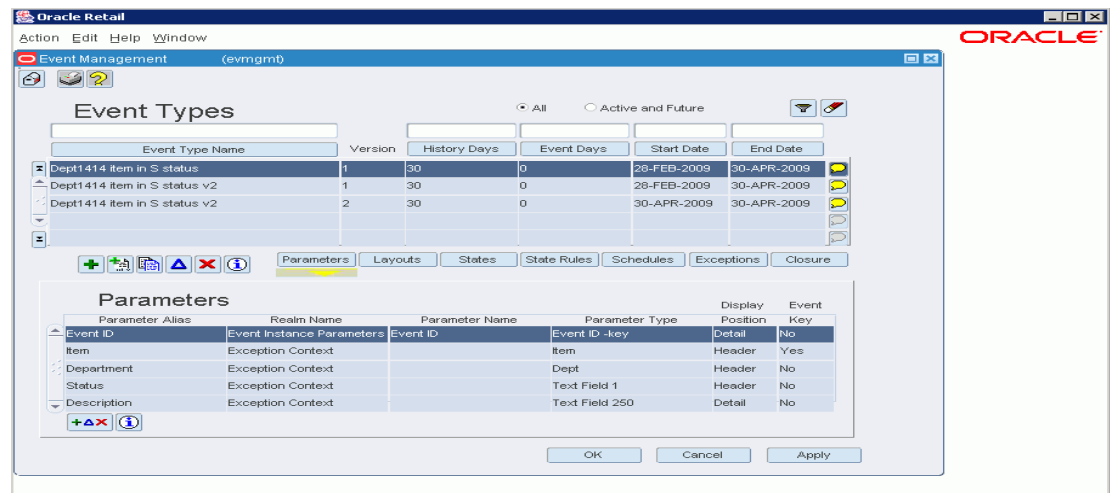 Oracle Retail
Action Edit Help Window
ORACLE
Event Management (evmgmt)
Event Types
All Active and Future
Event Type Name Version History Days Event Days Start Date End Date
Dept1414 item in S status 1 30 0 28-FEB-2009 30-APR-2009
Dept1414 item in S status v2 1 30 0 28-FEB-2009 30-APR-2009
Dept1414 item in S status v2 2 30 0 30-APR-2009 30-APR-2009
Parameters Layouts States State Rules Schedules Exceptions Closure
Parameters
Display Event
Parameter Alias Realm Name Parameter Name Parameter Type Position Key
Event ID Event Instance Parameters Event ID Event ID -key Detail No
Item Exception Context Item Header Yes
Department Exception Context Dept Header No
Status Exception Context Text Field 1 Header No
Description Exception Context Text Field 250 Detail No
OK Cancel Apply